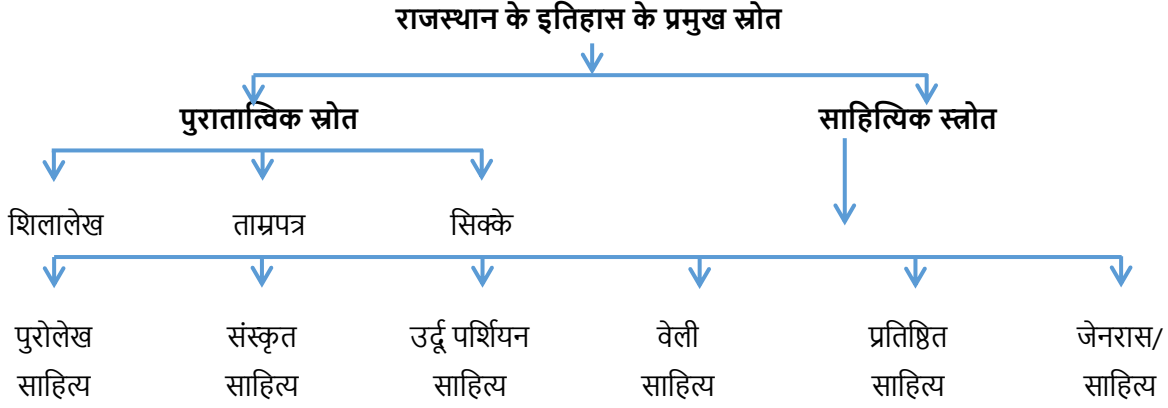 राजस्थान के इतिहास के प्रमुख स्रोत
पुरातात्विक स्रोत साहित्यिक स्त्रोत
शिलालेख ताम्रपत्र सिक्के
पुरोलेख संस्कृत उर्दू पर्शियन वेली प्रतिष्ठित जेनरास/
साहित्य साहित्य साहित्य साहित्य साहित्य साहित्य